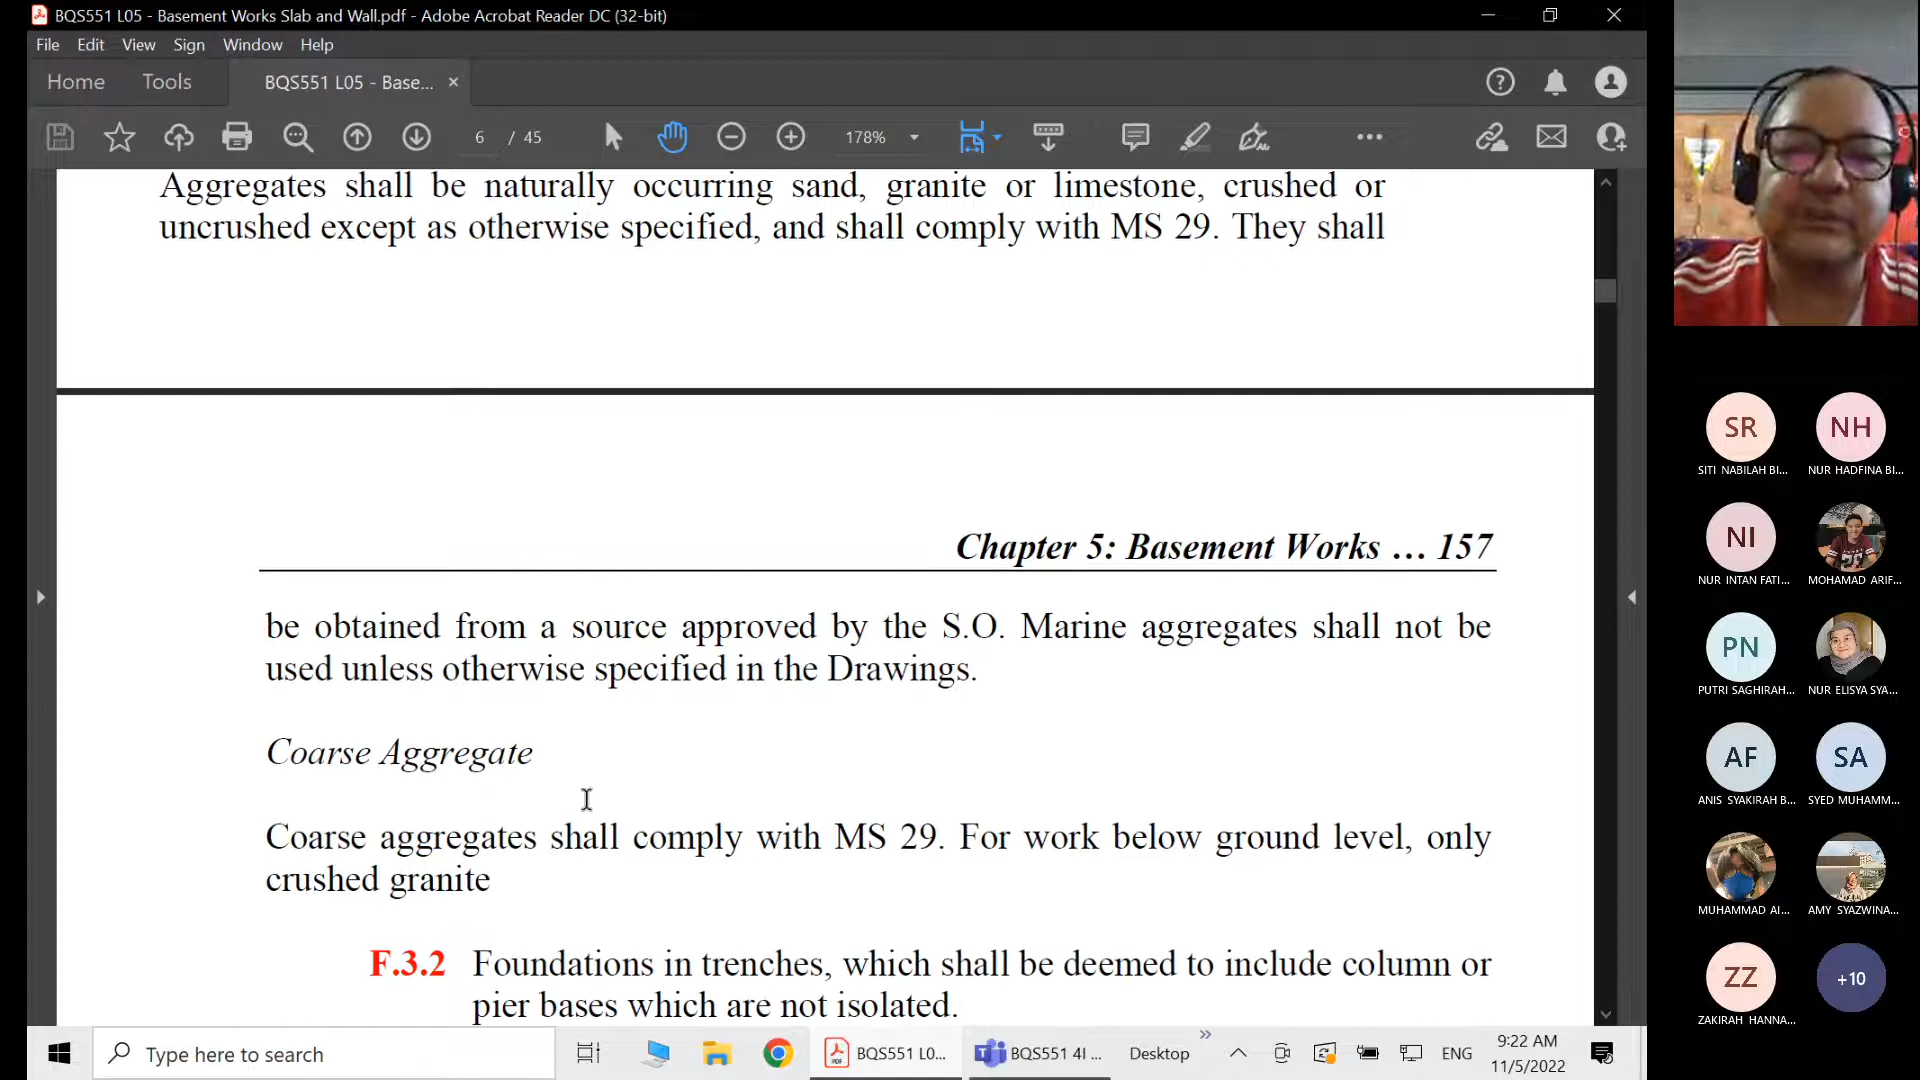 BQS551 L05 - Basement Works Slab and Wall.pdf - Adobe Acrobat Reader DC (32-bit)
File Edit View Sign Window Help
Home Tools BQS551 L05 - Base...
6 / 45 178%
Aggregates shall be naturally occurring sand, granite or limestone, crushed or
uncrushed except as otherwise specified, and shall comply with MS 29. They shall
Chapter 5: Basement Works … 157
be obtained from a source approved by the S.O. Marine aggregates shall not be
used unless otherwise specified in the Drawings.
Coarse Aggregate
Coarse aggregates shall comply with MS 29. For work below ground level, only
crushed granite
F.3.2 Foundations in trenches, which shall be deemed to include column or
pier bases which are not isolated.
SR NH
SITI NABILAH BI... NUR HADFINA BI...
NI
NUR INTAN FATI... MOHAMAD ARIF...
PN
PUTRI SAGHIRAH... NUR ELISYA SYA...
AF SA
ANIS SYAKIRAH B... SYED MUHAMM...
MUHAMMAD AI... AMY SYAZWINA...
ZZ +10
ZAKIRAH HANNA...
Type here to search
BQS551 L0... BQS551 4I ... Desktop ENG
9:22 AM
11/5/2022